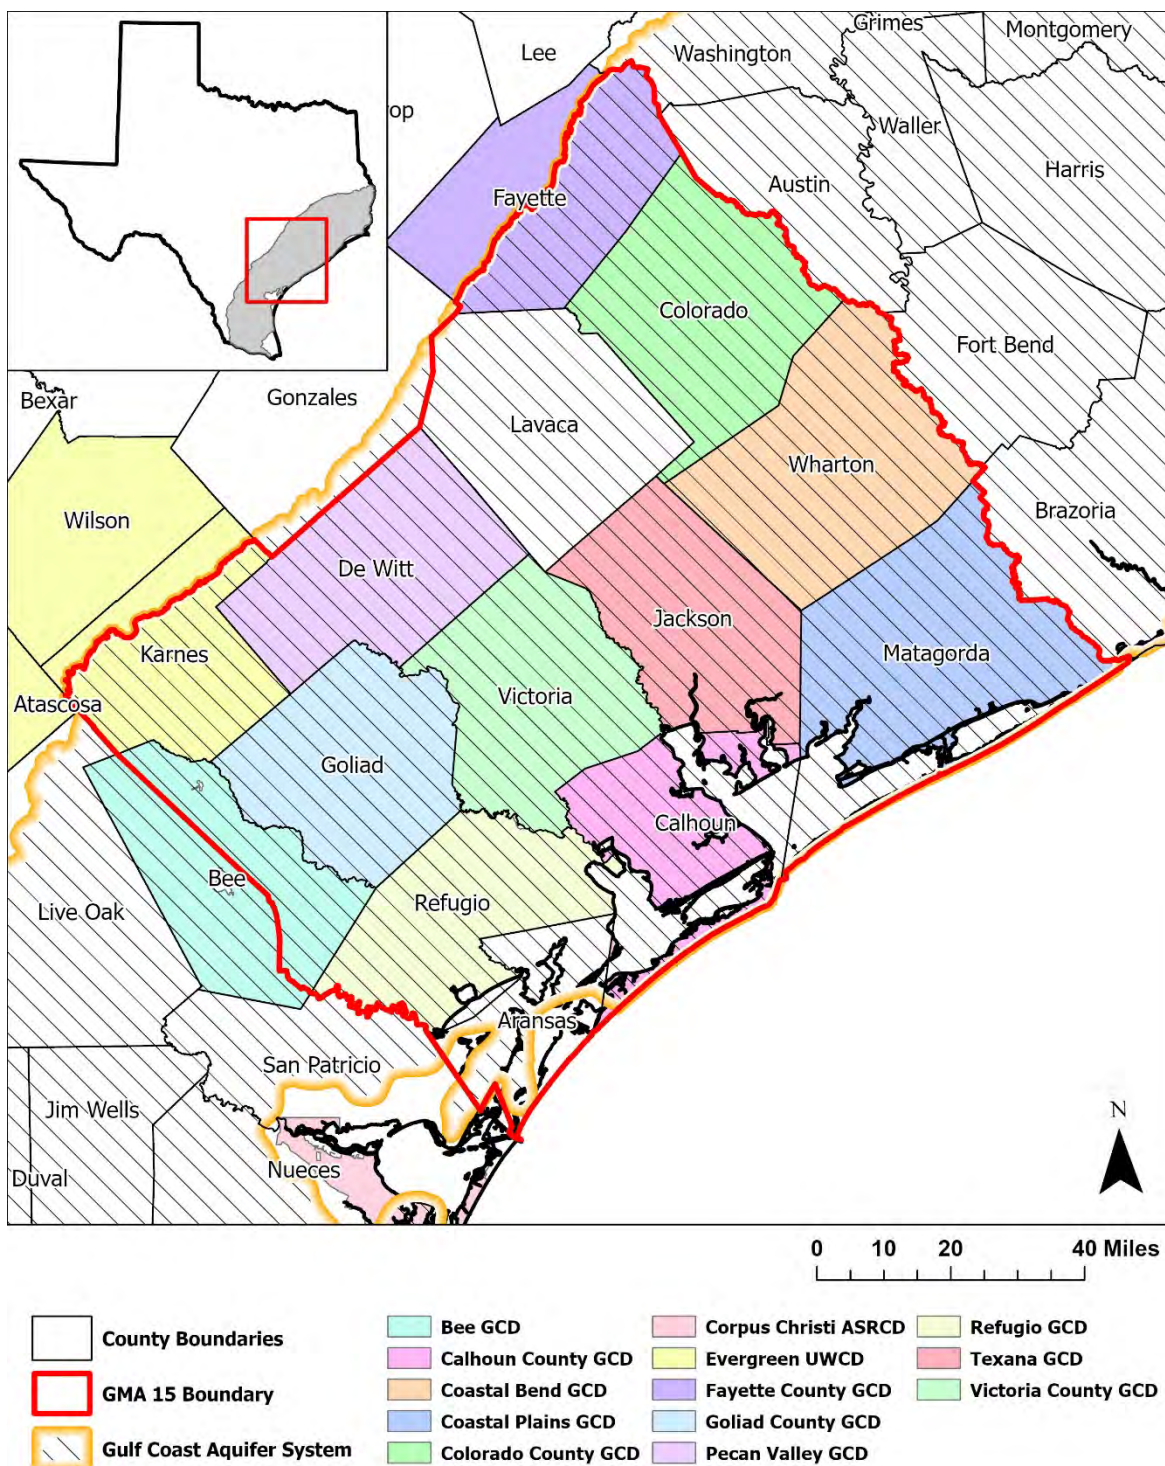 Grimes
Montgomery
Lee
Washington
op
Waller
Harris
Austin
Fayette
Colorado
Fort Bend
Bexar
Gonzales
Lavaca
Wharton
Wilson
Brazoria
De Witt
Jackson
Karnes
Matagorda
Victoria
Atascosa
Goliad
Calhoun
Bee
Refugio
Live Oak
Aransas
San Patricio
Jim Wells
Nueces
Duval
N
0 10 20 40 Miles
County Boundaries
GMA 15 Boundary
Gulf Coast Aquifer System
Bee GCD
Calhoun County GCD
Coastal Bend GCD
Coastal Plains GCD
Colorado County GCD
Corpus Christi ASRCD
Evergreen UWCD
Fayette County GCD
Goliad County GCD
Pecan Valley GCD
Refugio GCD
Texana GCD
Victoria County GCD